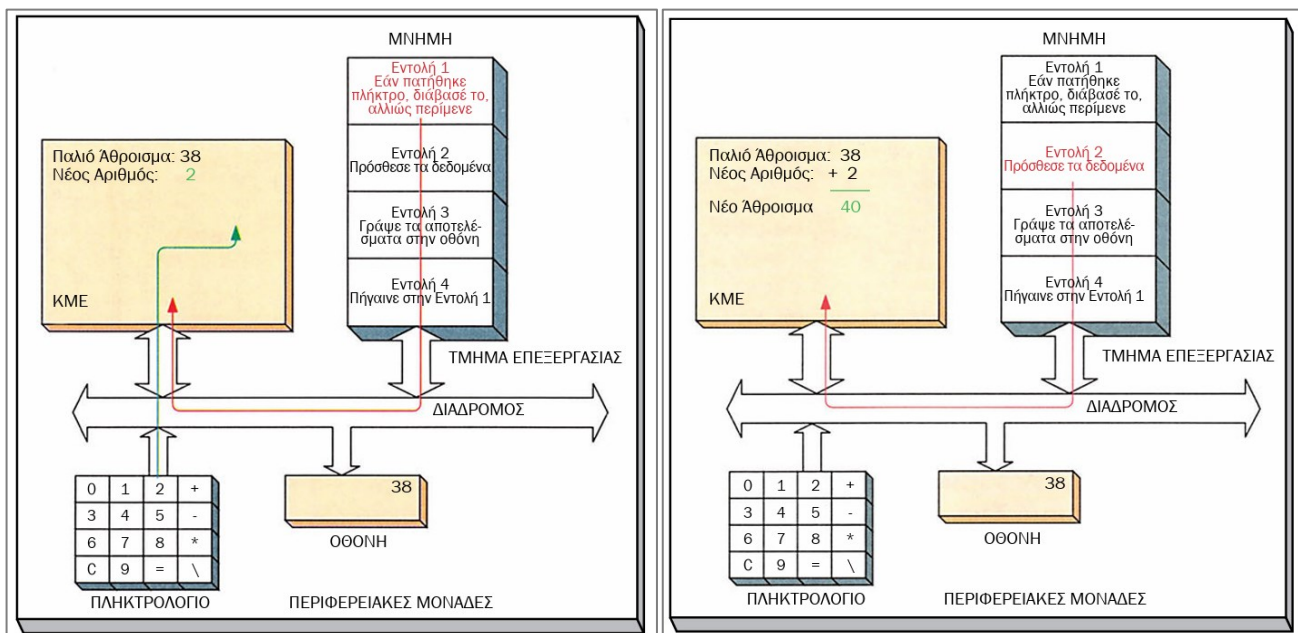 ΜΝΗΜΗ
Εντολή 1
Εάν πατήθηκε
πλήκτρο, διάβασέ το,
αλλιώς περίμενε
Εντολή 2
Πρόσθεσε τα δεδομένα
Εντολή 3
Γράψε τα αποτελέ-
σματα στην οθόνη
Εντολή 4
Πήγαινε στην Εντολή 1
Παλιό Άθροισμα: 38
Νέος Αριθμός: 2
ΚΜΕ
ΤΜΗΜΑ ΕΠΕΞΕΡΓΑΣΙΑΣ
ΔΙΑΔΡΟΜΟΣ
0 1 2 +
3 4 5 -
6 7 8 *
C 9 = \
38
ΟΘΟΝΗ
ΠΛΗΚΤΡΟΛΟΓΙΟ
ΠΕΡΙΦΕΡΕΙΑΚΕΣ ΜΟΝΑΔΕΣ
ΜΝΗΜΗ
Εντολή 1
Εάν πατήθηκε
πλήκτρο, διάβασέ το,
αλλιώς περίμενε
Εντολή 2
Πρόσθεσε τα δεδομένα
Εντολή 3
Γράψε τα αποτελέ-
σματα στην οθόνη
Εντολή 4
Πήγαινε στην Εντολή 1
Παλιό Άθροισμα: 38
Νέος Αριθμός: + 2
Νέο Άθροισμα 40
ΚΜΕ
ΤΜΗΜΑ ΕΠΕΞΕΡΓΑΣΙΑΣ
ΔΙΑΔΡΟΜΟΣ
0 1 2 +
3 4 5 -
6 7 8 *
C 9 = \
38
ΟΘΟΝΗ
ΠΛΗΚΤΡΟΛΟΓΙΟ
ΠΕΡΙΦΕΡΕΙΑΚΕΣ ΜΟΝΑΔΕΣ